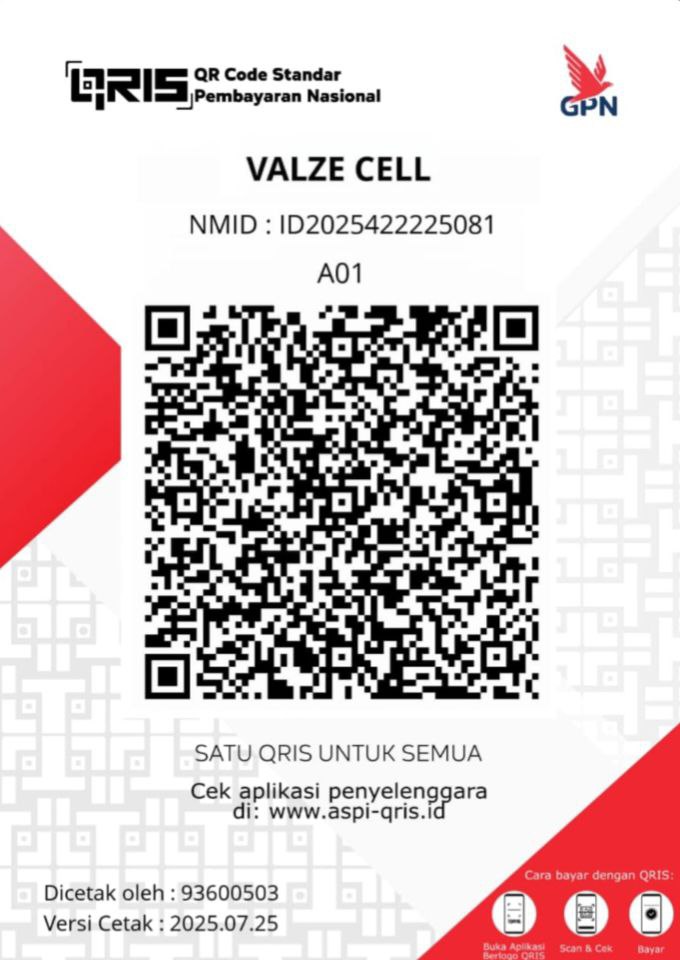 QRIS QR Code Standar
Pembayaran Nasional
GPN
VALZE CELL
NMID : ID2025422225081
A01
SATU QRIS UNTUK SEMUA
Cek aplikasi penyelenggara
di: www.aspi-qris.id
Dicetak oleh : 93600503
Versi Cetak : 2025.07.25
Cara bayar dengan QRIS:
Buka Aplikasi
Berlogo QRIS
Scan & Cek
Bayar